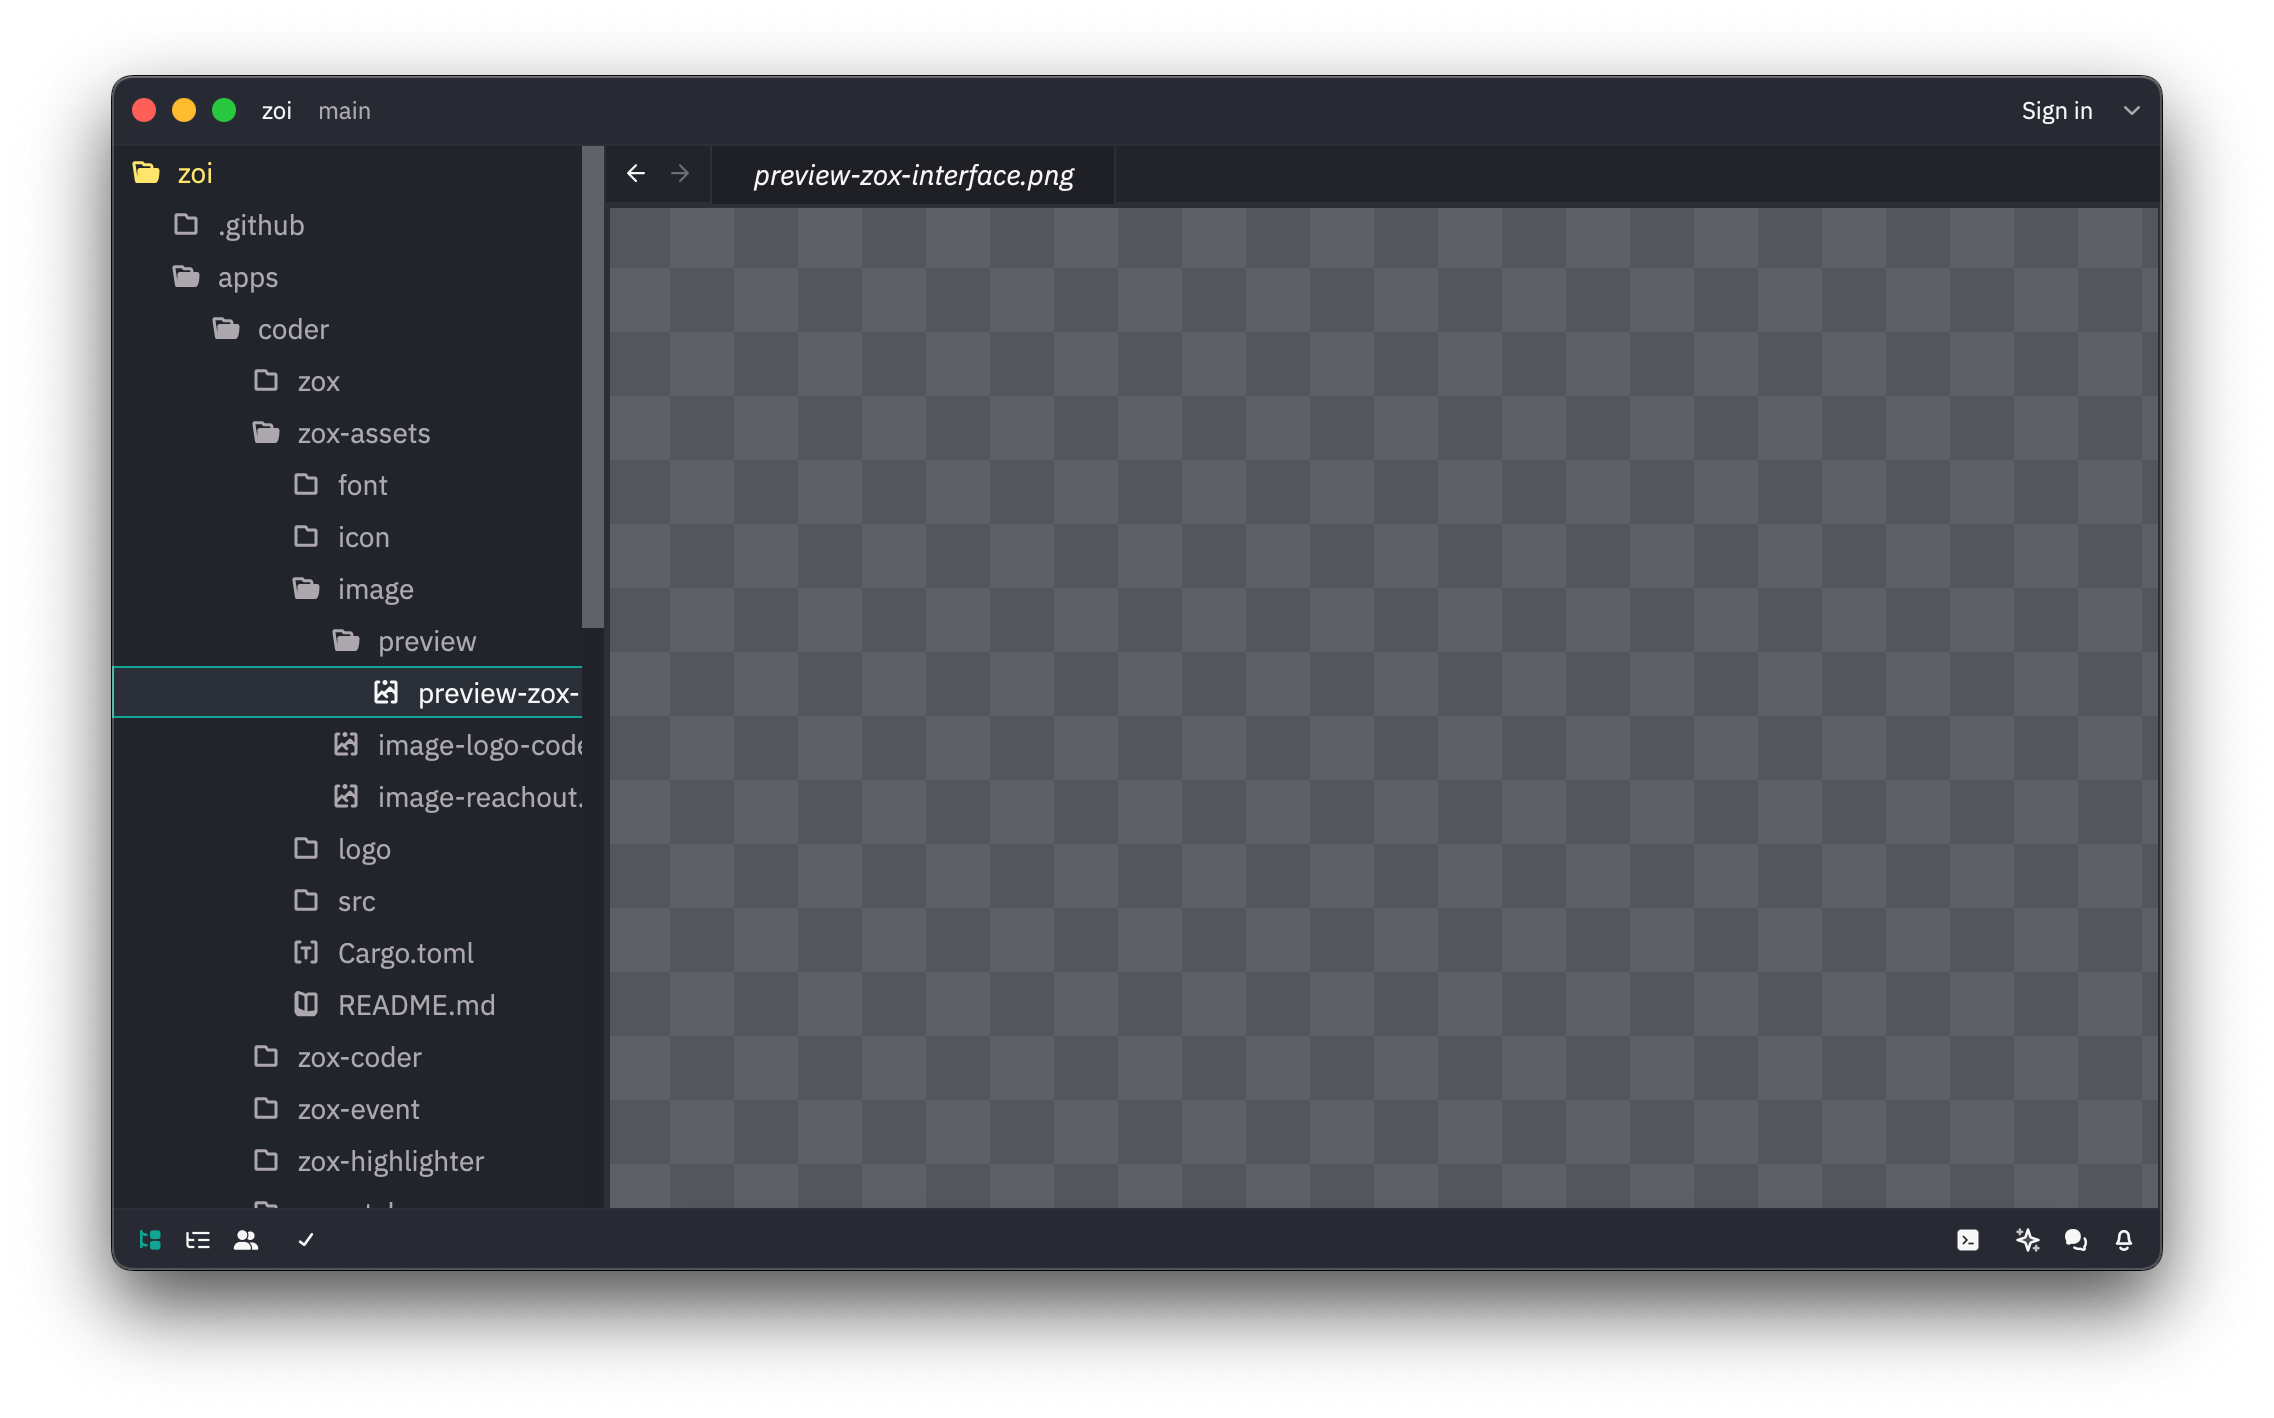 zoi main
Sign in
zoi
.github
apps
coder
zox
zox-assets
font
icon
image
preview
preview-zox-
image-logo-code
image-reachout.
logo
src
Cargo.toml
README.md
zox-coder
zox-event
zox-highlighter
preview-zox-interface.png